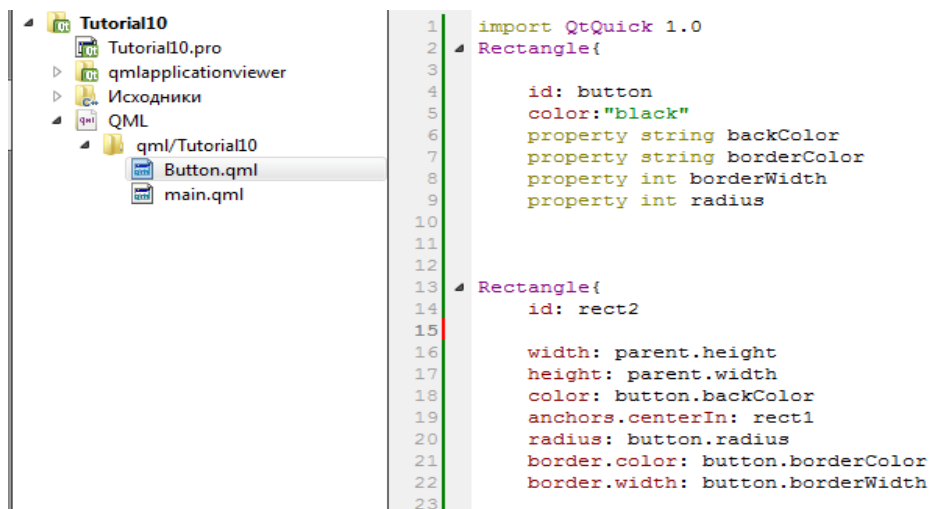 Tutorial10
Tutorial10.pro
qmlapplicationviewer
Исходники
QML
qml/Tutorial10
Button.qml
main.qml
1 import QtQuick 1.0
2 Rectangle{
3
4 id: button
5 color:"black"
6 property string backColor
7 property string borderColor
8 property int borderWidth
9 property int radius
10
11
12
13 Rectangle{
14 id: rect2
15
16 width: parent.height
17 height: parent.width
18 color: button.backColor
19 anchors.centerIn: rect1
20 radius: button.radius
21 border.color: button.borderColor
22 border.width: button.borderWidth
23